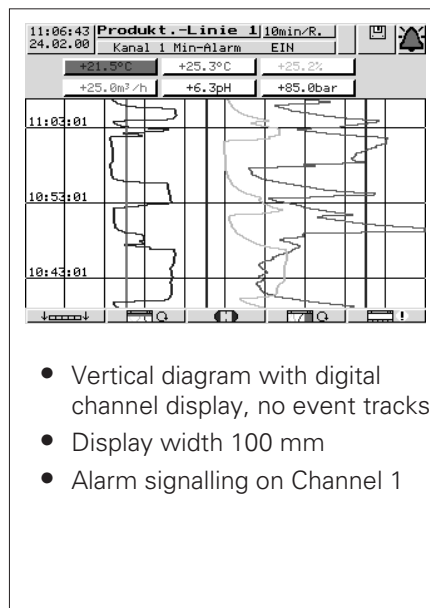 11:06:43 Produkt.-Linie 1 10min/R.
24.02.00 Kanal 1 Min-Alarm EIN
+21.5°C +25.3°C +25.2%
+25.0m³/h +6.3pH +85.0bar
11:03:01
10:53:01
10:43:01
• Vertical diagram with digital
channel display, no event tracks
• Display width 100 mm
• Alarm signalling on Channel 1